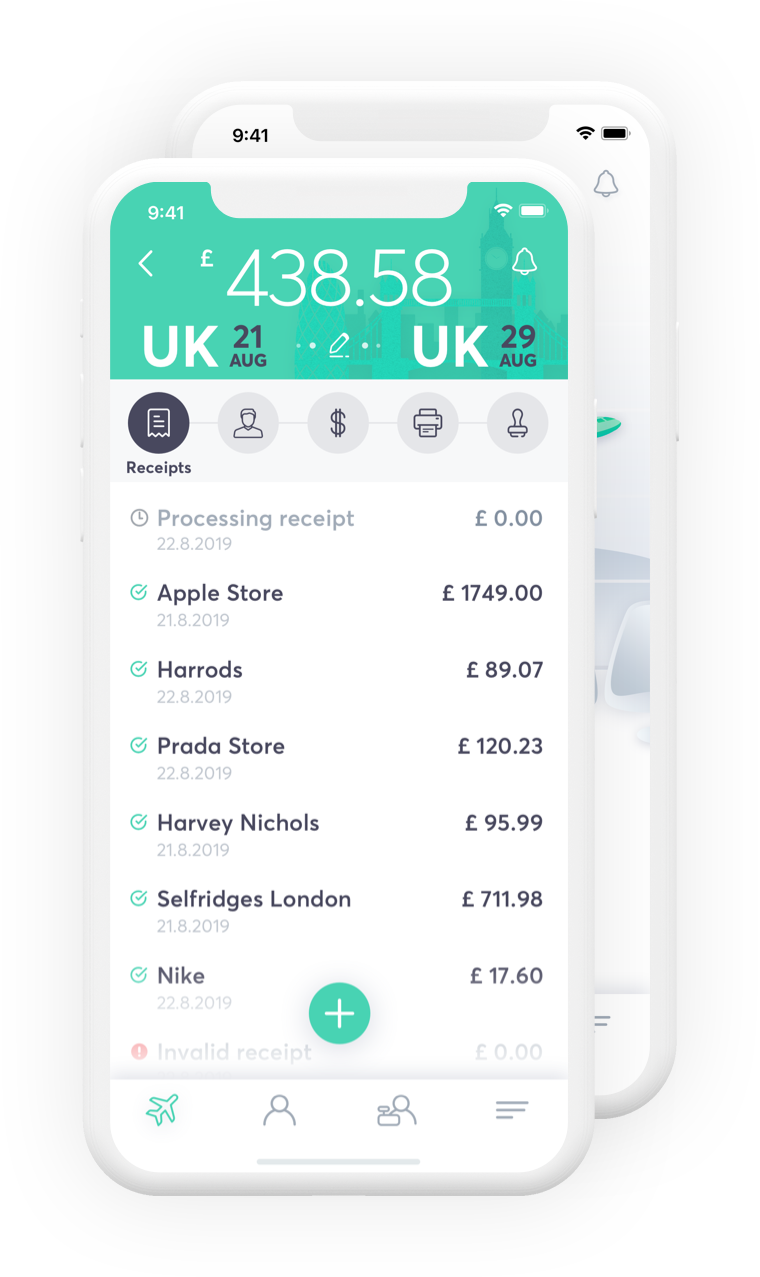 9:41
9:41
£ 438.58
UK 21 AUG UK 29 AUG
Receipts
Processing receipt £ 0.00
22.8.2019
Apple Store £ 1749.00
21.8.2019
Harrods £ 89.07
22.8.2019
Prada Store £ 120.23
22.8.2019
Harvey Nichols £ 95.99
21.8.2019
Selfridges London £ 711.98
21.8.2019
Nike £ 17.60
22.8.2019
Invalid receipt £ 0.00